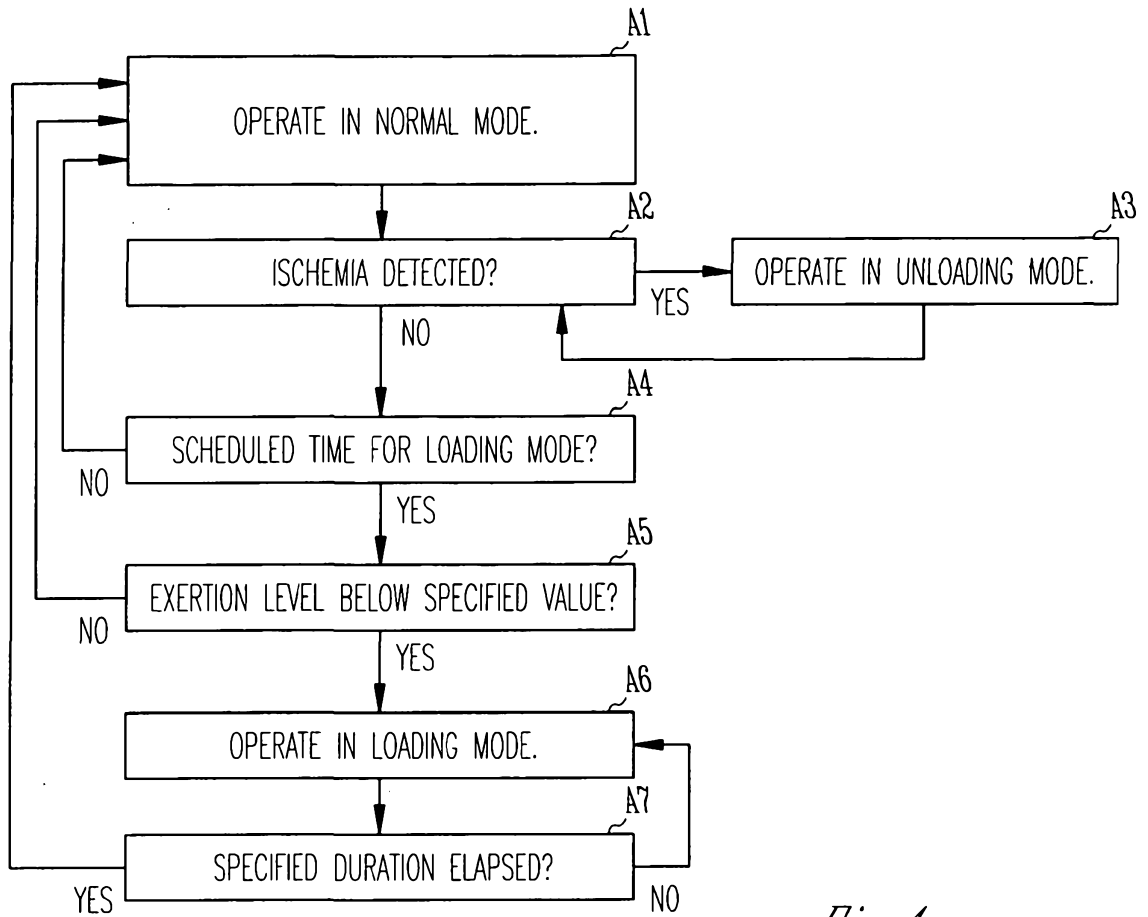 A1
OPERATE IN NORMAL MODE.
A2
ISCHEMIA DETECTED?
YES
NO
A3
OPERATE IN UNLOADING MODE.
A4
SCHEDULED TIME FOR LOADING MODE?
NO
YES
A5
EXERTION LEVEL BELOW SPECIFIED VALUE?
NO
YES
A6
OPERATE IN LOADING MODE.
A7
SPECIFIED DURATION ELAPSED?
YES
NO